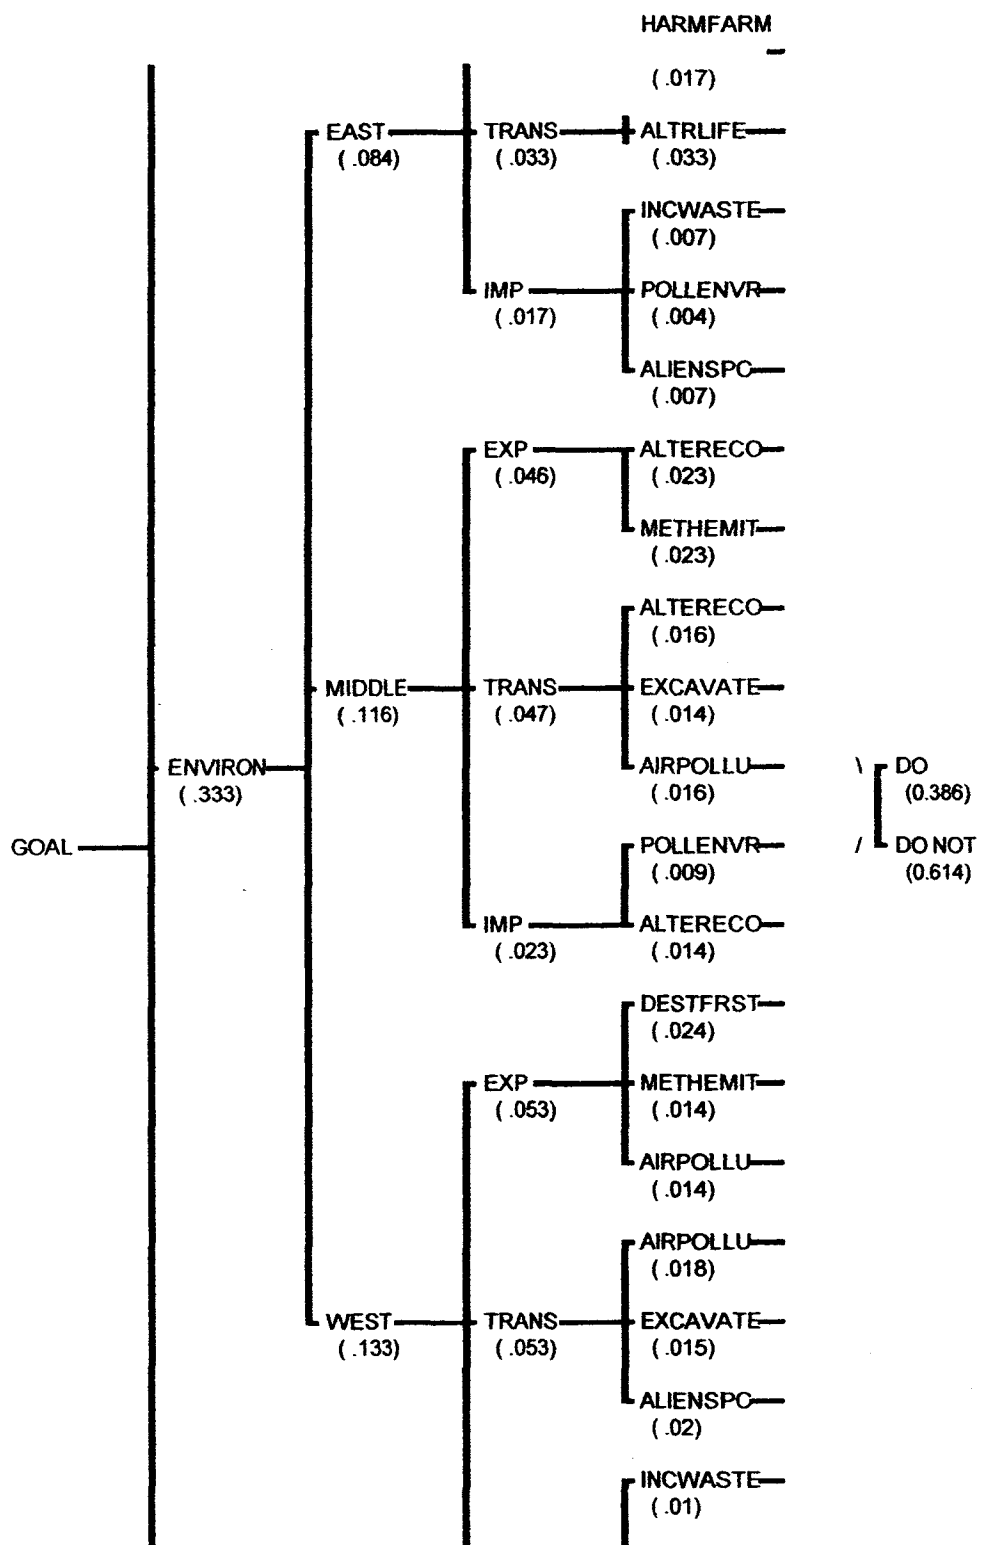 HARMFARM
( .017)
EAST TRANS ALTRLIFE
( .084) ( .033) ( .033)
INCWASTE
( .007)
IMP POLLENVR
( .017) ( .004)
ALIENSPC
( .007)
EXP ALTERECO
( .046) ( .023)
METHEMIT
( .023)
ALTERECO
( .016)
MIDDLE TRANS EXCAVATE
( .116) ( .047) ( .014)
ENVIRON AIRPOLLU \ DO
( .333) ( .016) (0.386)
GOAL POLLENVR / DO NOT
( .009) (0.614)
IMP ALTERECO
( .023) ( .014)
DESTFRST
( .024)
EXP METHEMIT
( .053) ( .014)
AIRPOLLU
( .014)
AIRPOLLU
( .018)
WEST TRANS EXCAVATE
( .133) ( .053) ( .015)
ALIENSPC
( .02)
INCWASTE
( .01)